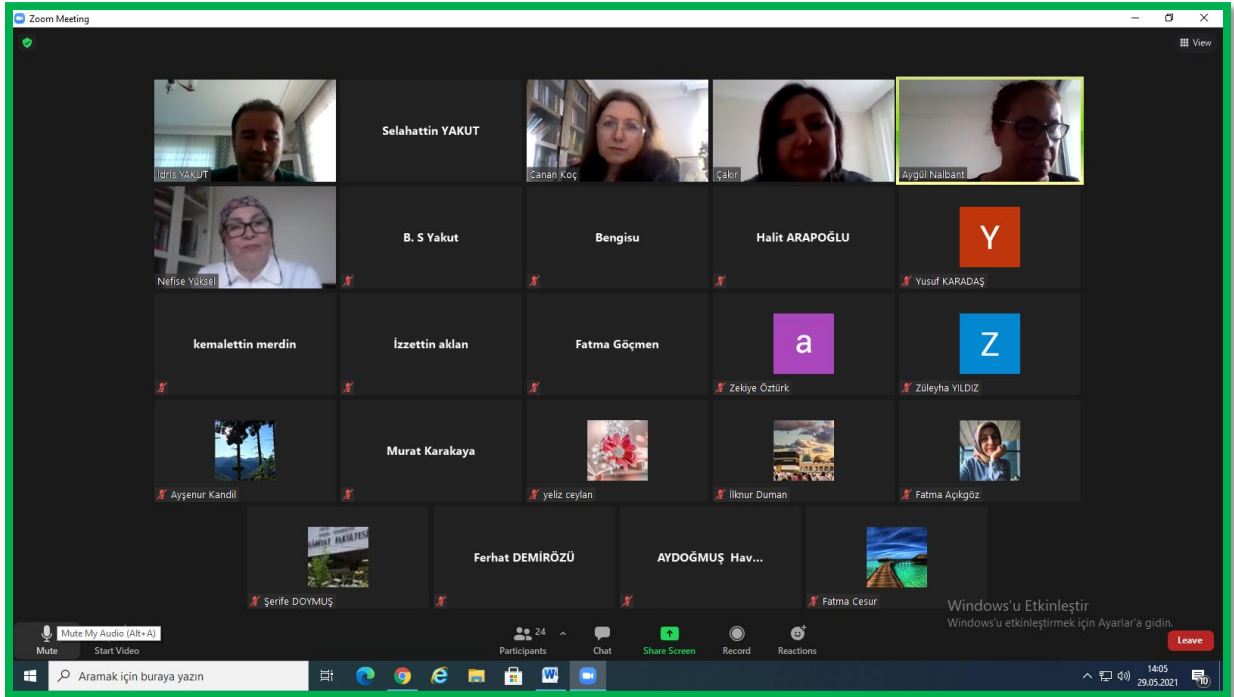 Zoom Meeting
View
İdris YAKUT
Selahattin YAKUT
Canan Koç
Çakır
Aygül Nalbant
Nefise Yüksel
B. S Yakut
Bengisu
Halit ARAPOĞLU
Y
Yusuf KARADAŞ
kemalettin merdin
İzzettin aklan
Fatma Göçmen
a
Zekiye Öztürk
Z
Züleyha YILDIZ
Ayşenur Kandil
Murat Karakaya
yeliz ceylan
İlknur Duman
Fatma Açıkgöz
FAKÜLTESİ
Şerife DOYMUŞ
Ferhat DEMİRÖZÜ
AYDOĞMUŞ Hav...
Fatma Cesur
Windows'u Etkinleştir
Windows'u etkinleştirmek için Ayarlar'a gidin.
Mute My Audio (Alt+A)
Mute
Start Video
24
Participants
Chat
Share Screen
Record
Reactions
Leave
Aramak için buraya yazın
W
14:05
29.05.2021
10